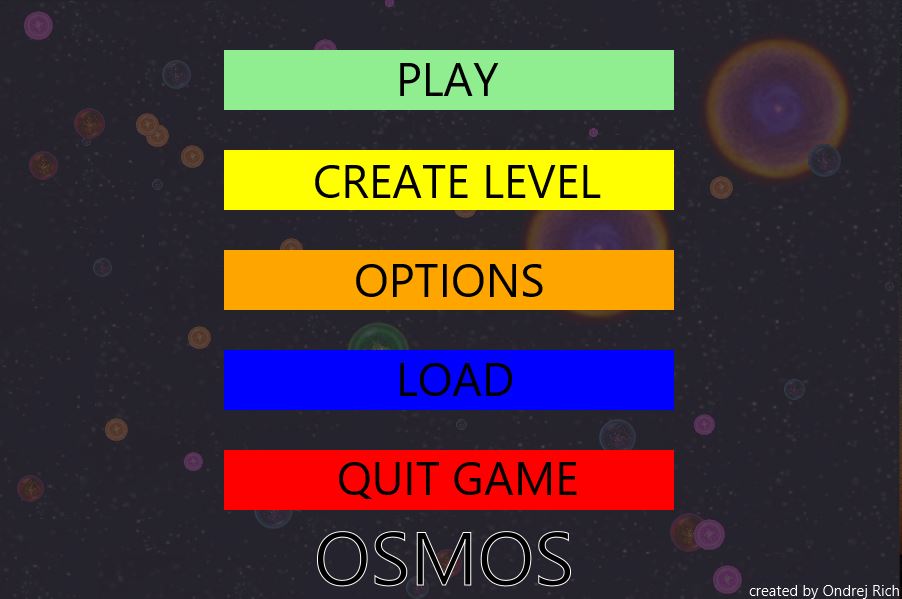 PLAY
CREATE LEVEL
OPTIONS
LOAD
QUIT GAME
OSMOS
created by Ondrej Rich